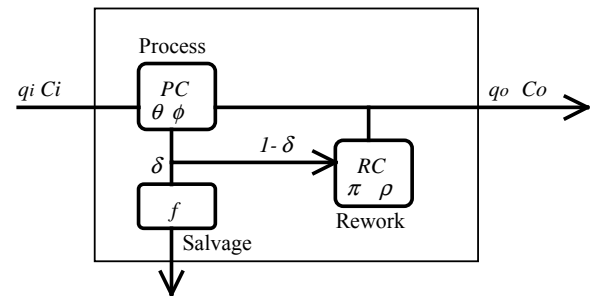 Process
qi Ci
PC
θ ϕ
qo Co
δ
1- δ
RC
π ρ
f
Rework
Salvage